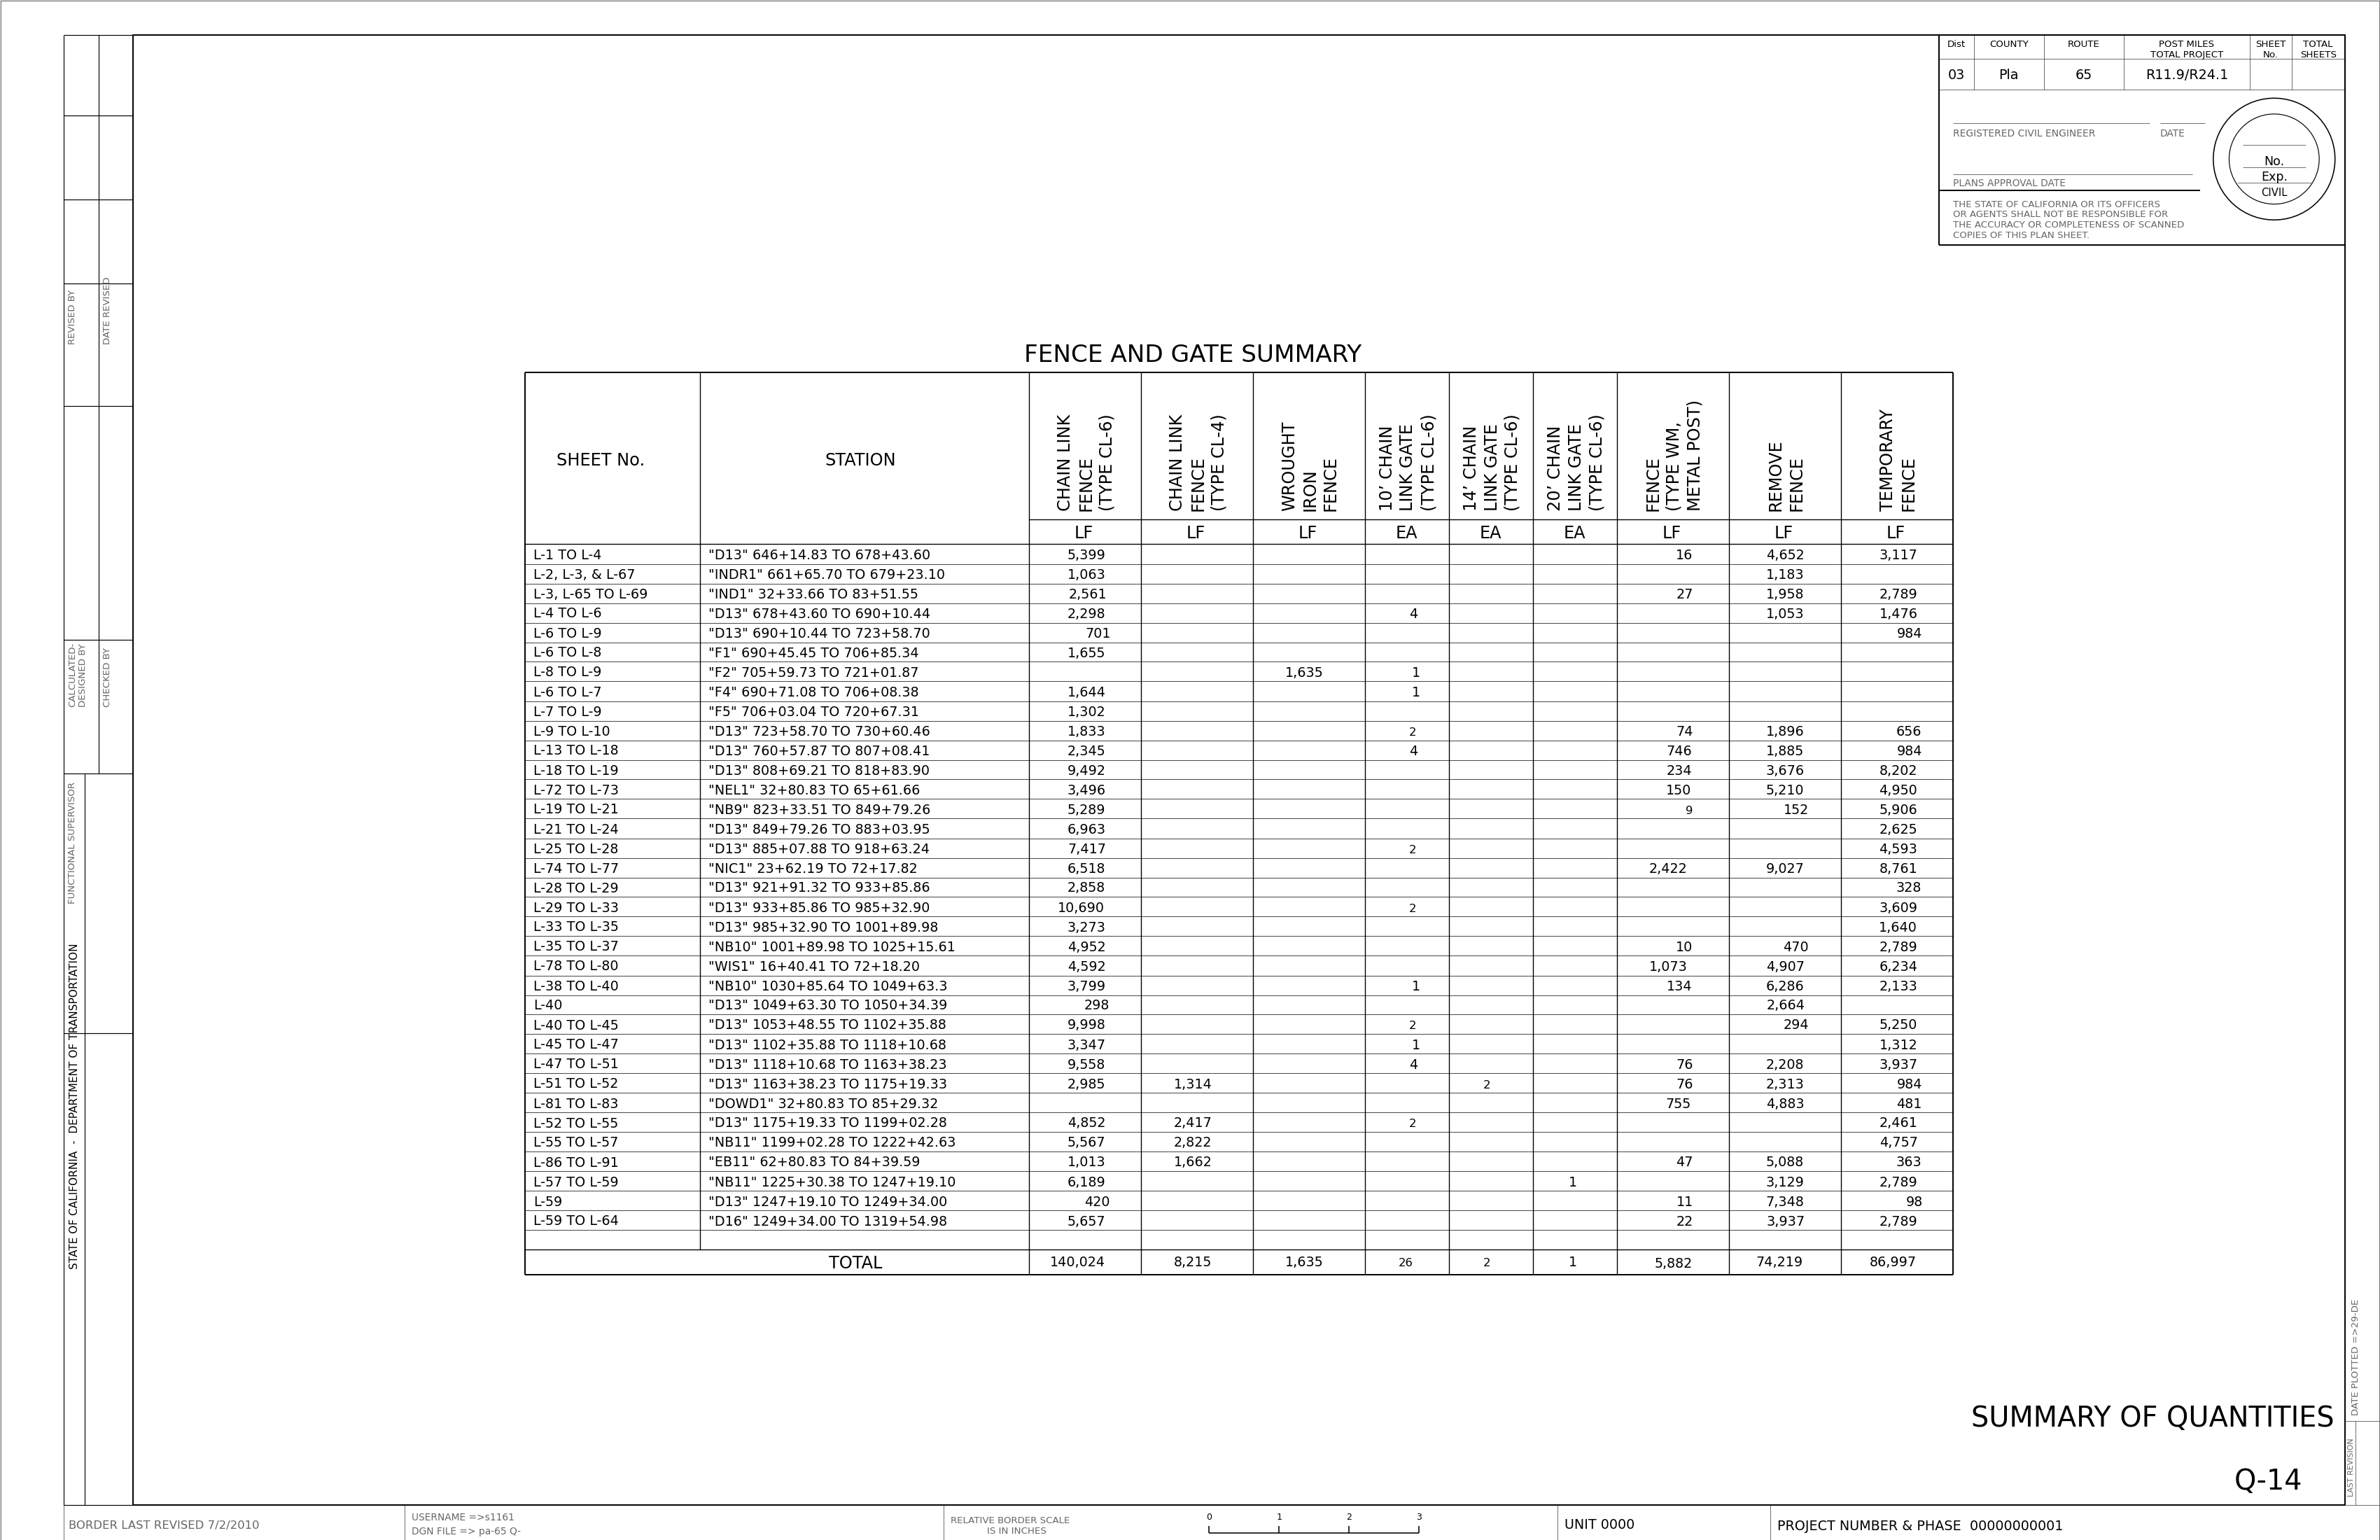 Dist COUNTY ROUTE POST MILES TOTAL PROJECT SHEET No. TOTAL SHEETS
03 Pla 65 R11.9/R24.1
REGISTERED CIVIL ENGINEER DATE
PLANS APPROVAL DATE
No.
Exp.
CIVIL
THE STATE OF CALIFORNIA OR ITS OFFICERS
OR AGENTS SHALL NOT BE RESPONSIBLE FOR
THE ACCURACY OR COMPLETENESS OF SCANNED
COPIES OF THIS PLAN SHEET.
REVISED BY
DATE REVISED
CALCULATED-
DESIGNED BY
CHECKED BY
FUNCTIONAL SUPERVISOR
STATE OF CALIFORNIA - DEPARTMENT OF TRANSPORTATION
FENCE AND GATE SUMMARY
SHEET No. STATION CHAIN LINK FENCE (TYPE CL-6) CHAIN LINK FENCE (TYPE CL-4) WROUGHT IRON FENCE 10’ CHAIN LINK GATE (TYPE CL-6) 14’ CHAIN LINK GATE (TYPE CL-6) 20’ CHAIN LINK GATE (TYPE CL-6) FENCE (TYPE WM, METAL POST) REMOVE FENCE TEMPORARY FENCE
LF LF LF EA EA EA LF LF LF
L-1 TO L-4 "D13" 646+14.83 TO 678+43.60 5,399 16 4,652 3,117
L-2, L-3, & L-67 "INDR1" 661+65.70 TO 679+23.10 1,063 1,183
L-3, L-65 TO L-69 "IND1" 32+33.66 TO 83+51.55 2,561 27 1,958 2,789
L-4 TO L-6 "D13" 678+43.60 TO 690+10.44 2,298 4 1,053 1,476
L-6 TO L-9 "D13" 690+10.44 TO 723+58.70 701 984
L-6 TO L-8 "F1" 690+45.45 TO 706+85.34 1,655
L-8 TO L-9 "F2" 705+59.73 TO 721+01.87 1,635 1
L-6 TO L-7 "F4" 690+71.08 TO 706+08.38 1,644 1
L-7 TO L-9 "F5" 706+03.04 TO 720+67.31 1,302
L-9 TO L-10 "D13" 723+58.70 TO 730+60.46 1,833 2 74 1,896 656
L-13 TO L-18 "D13" 760+57.87 TO 807+08.41 2,345 4 746 1,885 984
L-18 TO L-19 "D13" 808+69.21 TO 818+83.90 9,492 234 3,676 8,202
L-72 TO L-73 "NEL1" 32+80.83 TO 65+61.66 3,496 150 5,210 4,950
L-19 TO L-21 "NB9" 823+33.51 TO 849+79.26 5,289 9 152 5,906
L-21 TO L-24 "D13" 849+79.26 TO 883+03.95 6,963 2,625
L-25 TO L-28 "D13" 885+07.88 TO 918+63.24 7,417 2 4,593
L-74 TO L-77 "NIC1" 23+62.19 TO 72+17.82 6,518 2,422 9,027 8,761
L-28 TO L-29 "D13" 921+91.32 TO 933+85.86 2,858 328
L-29 TO L-33 "D13" 933+85.86 TO 985+32.90 10,690 2 3,609
L-33 TO L-35 "D13" 985+32.90 TO 1001+89.98 3,273 1,640
L-35 TO L-37 "NB10" 1001+89.98 TO 1025+15.61 4,952 10 470 2,789
L-78 TO L-80 "WIS1" 16+40.41 TO 72+18.20 4,592 1,073 4,907 6,234
L-38 TO L-40 "NB10" 1030+85.64 TO 1049+63.3 3,799 1 134 6,286 2,133
L-40 "D13" 1049+63.30 TO 1050+34.39 298 2,664
L-40 TO L-45 "D13" 1053+48.55 TO 1102+35.88 9,998 2 294 5,250
L-45 TO L-47 "D13" 1102+35.88 TO 1118+10.68 3,347 1 1,312
L-47 TO L-51 "D13" 1118+10.68 TO 1163+38.23 9,558 4 76 2,208 3,937
L-51 TO L-52 "D13" 1163+38.23 TO 1175+19.33 2,985 1,314 2 76 2,313 984
L-81 TO L-83 "DOWD1" 32+80.83 TO 85+29.32 755 4,883 481
L-52 TO L-55 "D13" 1175+19.33 TO 1199+02.28 4,852 2,417 2 2,461
L-55 TO L-57 "NB11" 1199+02.28 TO 1222+42.63 5,567 2,822 4,757
L-86 TO L-91 "EB11" 62+80.83 TO 84+39.59 1,013 1,662 47 5,088 363
L-57 TO L-59 "NB11" 1225+30.38 TO 1247+19.10 6,189 1 3,129 2,789
L-59 "D13" 1247+19.10 TO 1249+34.00 420 11 7,348 98
L-59 TO L-64 "D16" 1249+34.00 TO 1319+54.98 5,657 22 3,937 2,789
TOTAL 140,024 8,215 1,635 26 2 1 5,882 74,219 86,997
SUMMARY OF QUANTITIES
Q-14
DATE PLOTTED =>29-DE
LAST REVISION
BORDER LAST REVISED 7/2/2010
USERNAME =>s1161
DGN FILE => pa-65 Q-
RELATIVE BORDER SCALE
IS IN INCHES
0 1 2 3
UNIT 0000
PROJECT NUMBER & PHASE 00000000001